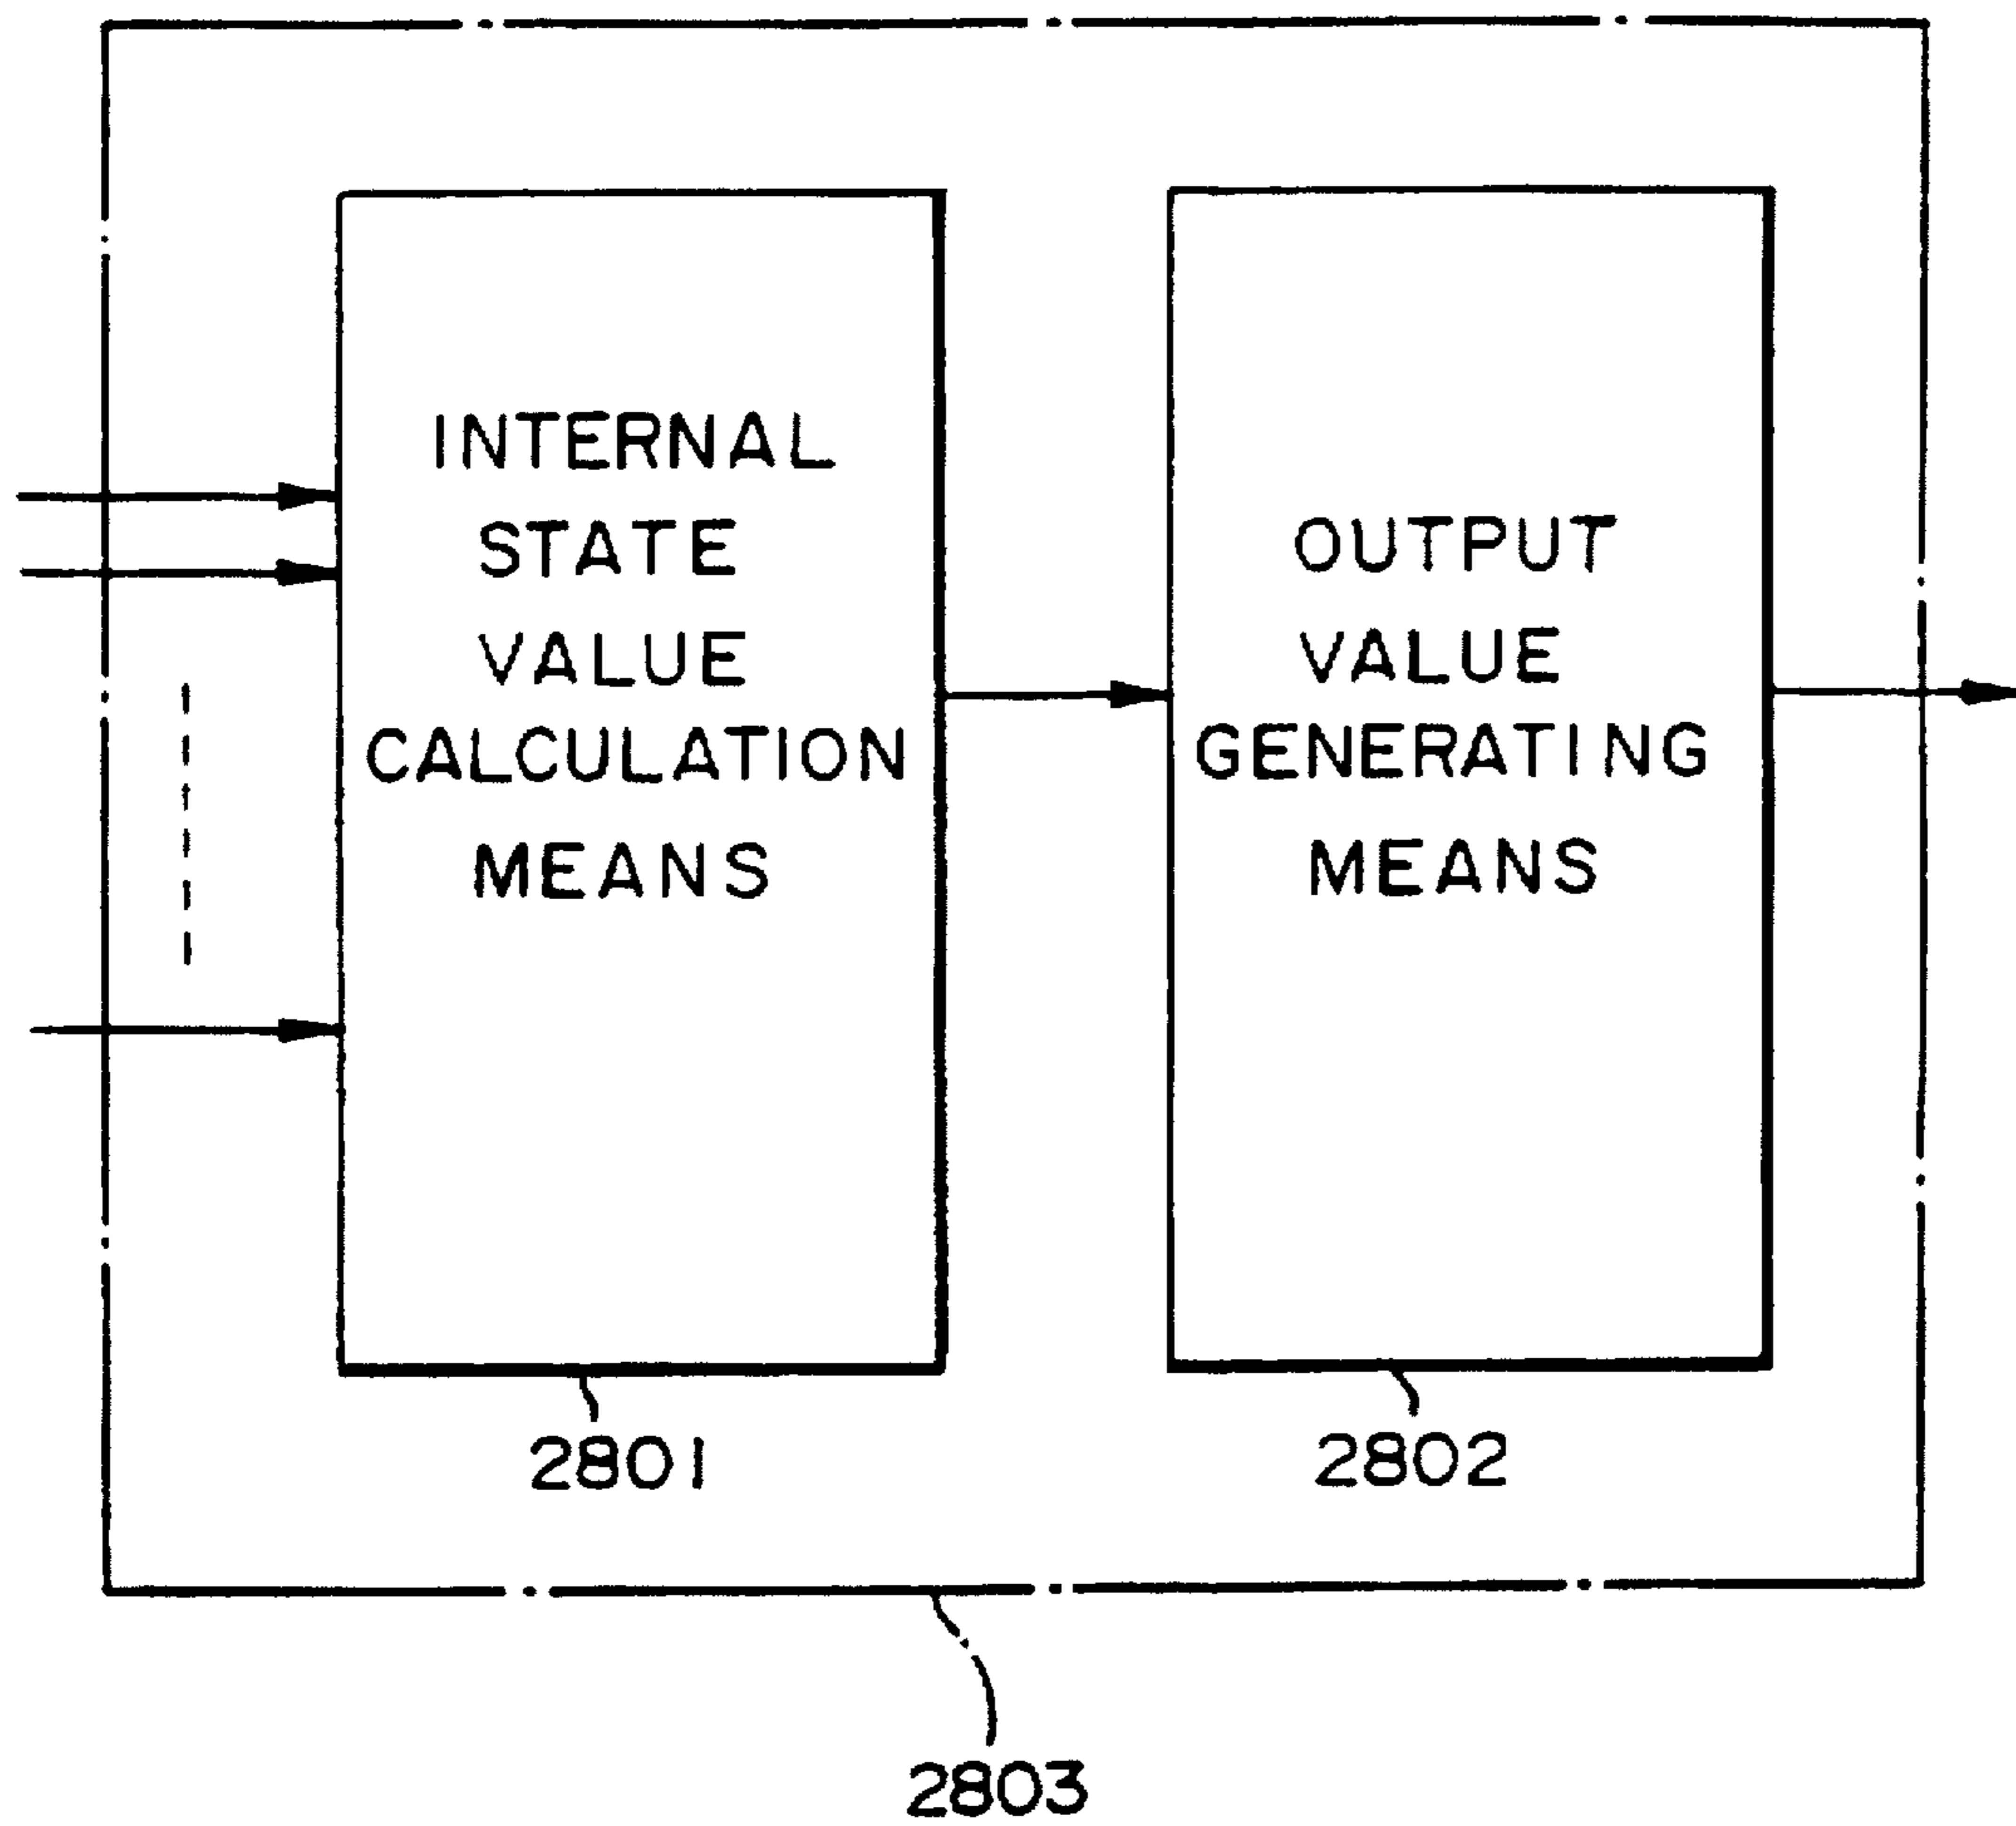 INTERNAL
STATE
VALUE
CALCULATION
MEANS
OUTPUT
VALUE
GENERATING
MEANS
2801
2802
2803